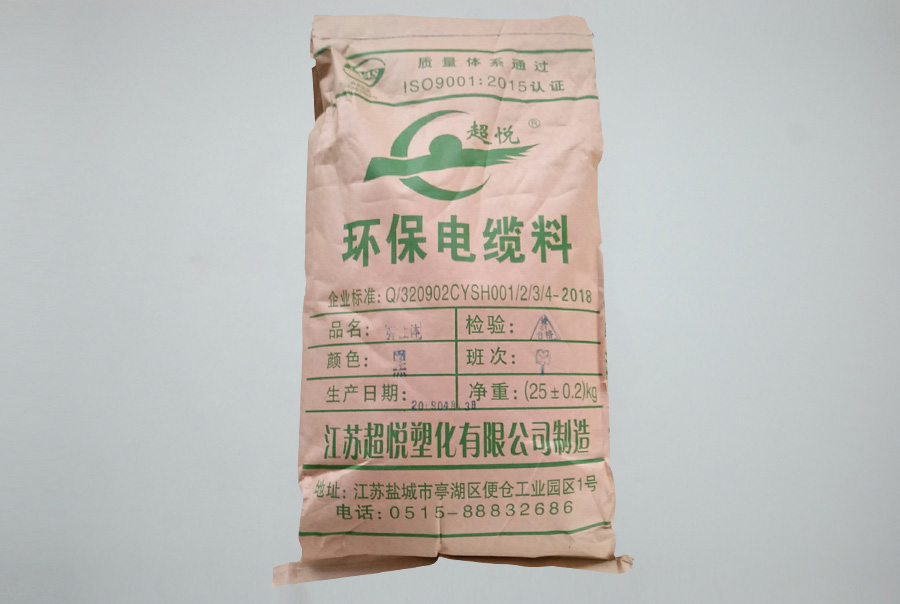 质量体系通过
ISO9001:2015认证
超悦®
环保电缆料
企业标准：Q/320902CYSH001/2/3/4-2018
品名：
检验：
颜色：黑
班次：甲
生产日期：
净重：(25±0.2)kg
江苏超悦塑化有限公司制造
地址：江苏盐城市亭湖区便仓工业园区1号
电话：0515-88832686